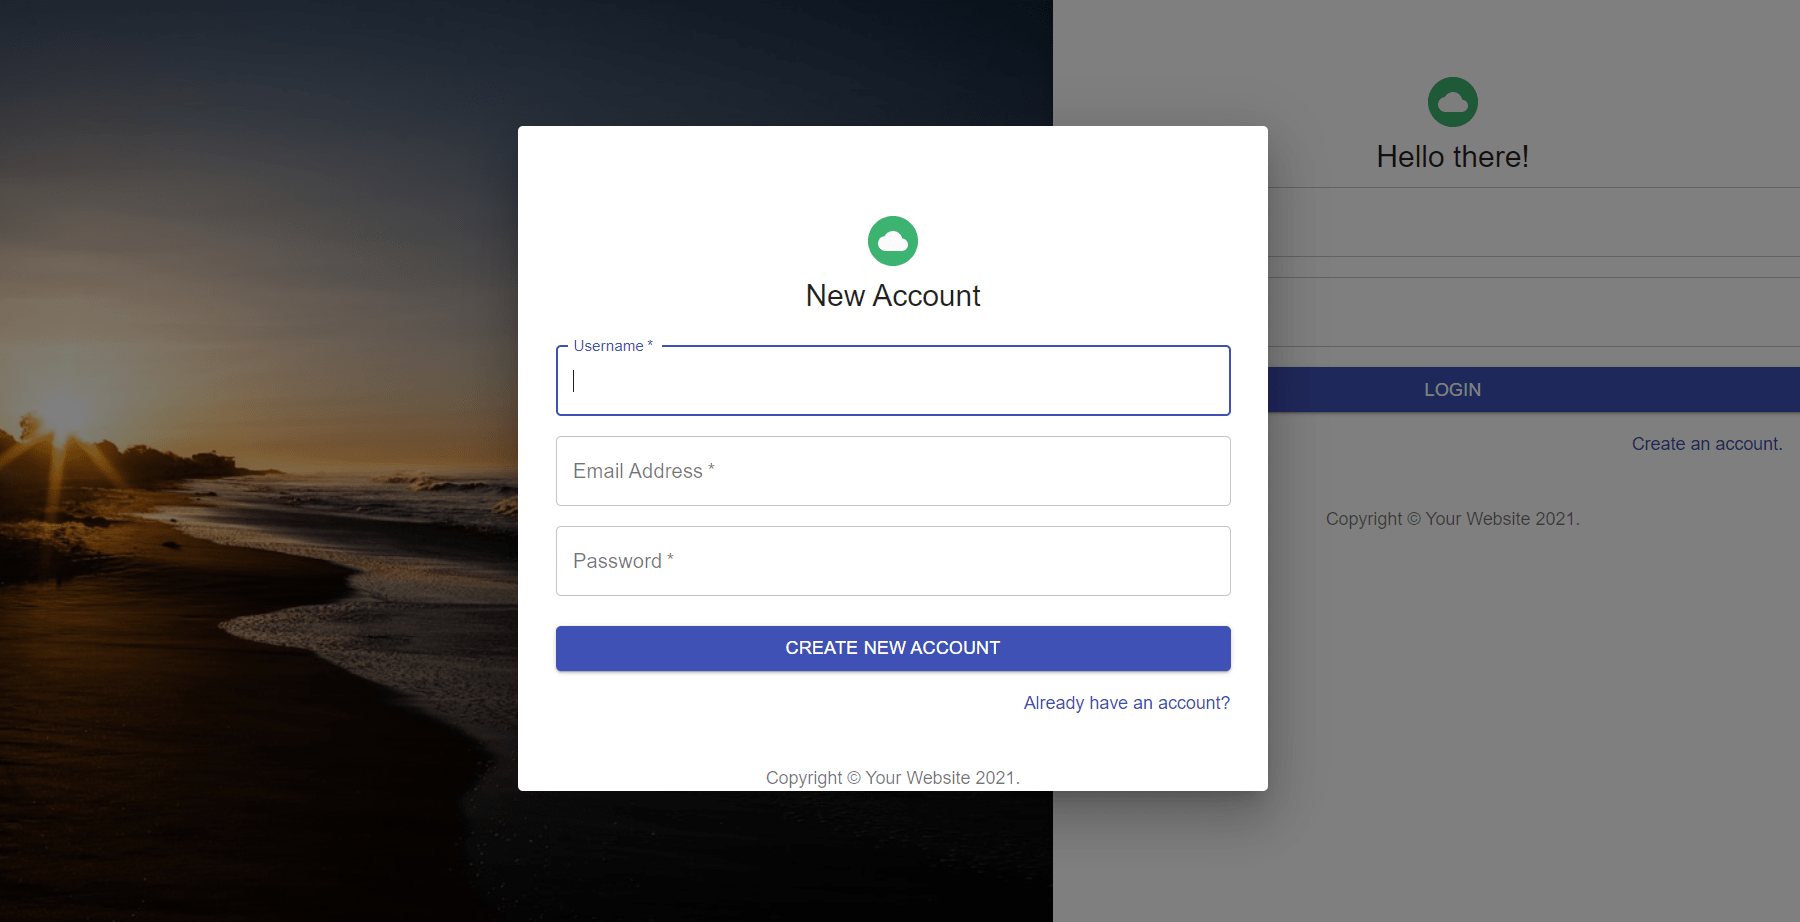 New Account
Username *
Email Address *
Password *
CREATE NEW ACCOUNT
Already have an account?
Copyright © Your Website 2021.
Hello there!
LOGIN
Create an account.
Copyright © Your Website 2021.